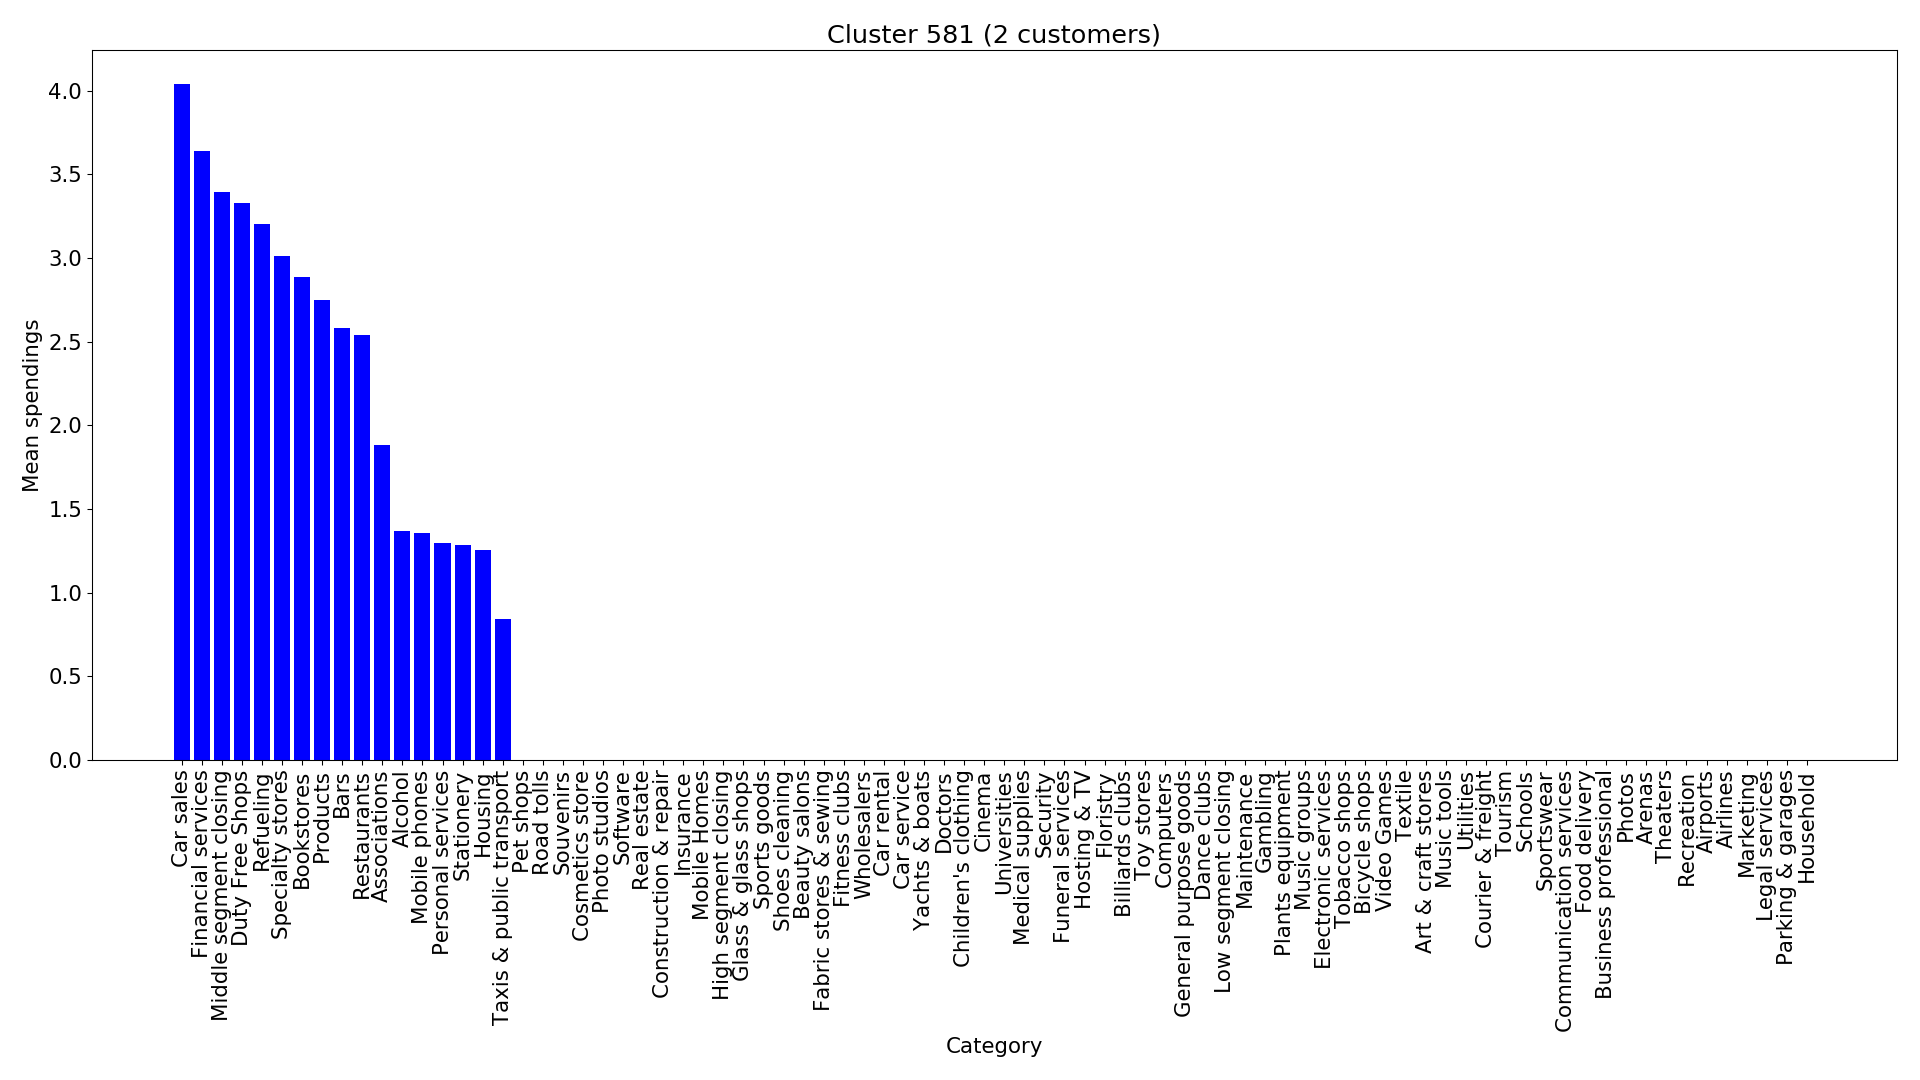 Cluster 581 (2 customers)
Mean spendings
4.0
3.5
3.0
2.5
2.0
1.5
1.0
0.5
0.0
Car sales
Financial services
Middle segment closing
Duty Free Shops
Refueling
Specialty stores
Bookstores
Products
Bars
Restaurants
Associations
Alcohol
Mobile phones
Personal services
Stationery
Housing
Taxis & public transport
Pet shops
Road tolls
Souvenirs
Cosmetics store
Photo studios
Software
Real estate
Construction & repair
Insurance
Mobile Homes
High segment closing
Glass & glass shops
Sports goods
Shoes cleaning
Beauty salons
Fabric stores & sewing
Fitness clubs
Wholesalers
Car rental
Car service
Yachts & boats
Doctors
Children's clothing
Cinema
Universities
Medical supplies
Security
Funeral services
Hosting & TV
Floristry
Billiards clubs
Toy stores
Computers
General purpose goods
Dance clubs
Low segment closing
Maintenance
Gambling
Plants equipment
Music groups
Electronic services
Tobacco shops
Bicycle shops
Video Games
Textile
Art & craft stores
Music tools
Utilities
Courier & freight
Tourism
Schools
Sportswear
Communication services
Food delivery
Business professional
Photos
Arenas
Theaters
Recreation
Airports
Airlines
Marketing
Legal services
Parking & garages
Household
Category